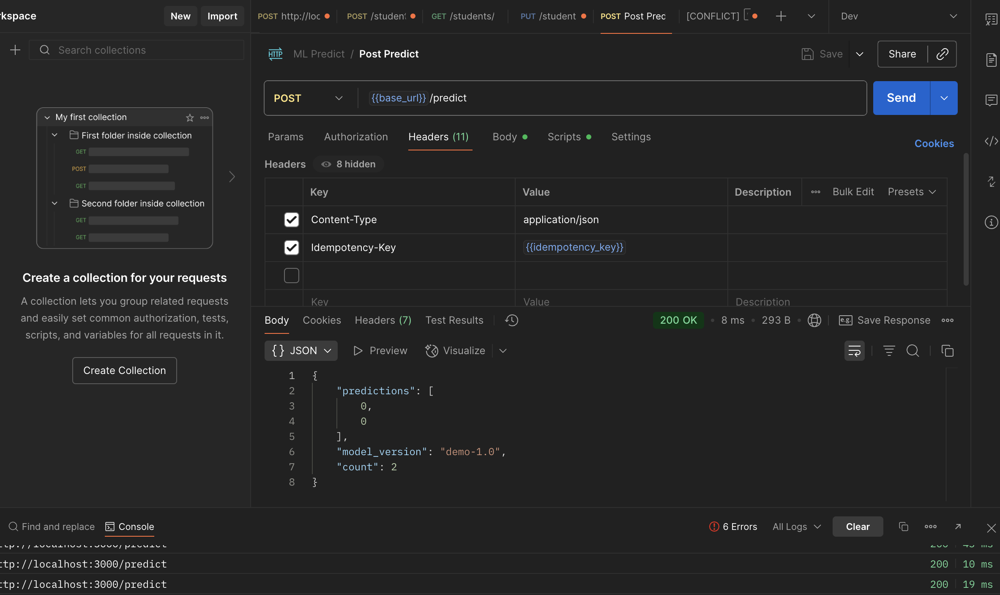 rkspace
New
Import
POST http://loc
POST /student
GET /students/
PUT /student
POST Post Pred
[CONFLICT]
Dev
Search collections
ML Predict / Post Predict
Save
Share
My first collection
First folder inside collection
GET
POST
GET
Second folder inside collection
GET
GET
Create a collection for your requests
A collection lets you group related requests
and easily set common authorization, tests,
scripts, and variables for all requests in it.
Create Collection
POST
{{base_url}}/predict
Send
Params
Authorization
Headers (11)
Body
Scripts
Settings
Cookies
Headers
8 hidden
Key
Value
Description
Bulk Edit
Presets
Content-Type
application/json
Idempotency-Key
{{idempotency_key}}
Key
Value
Description
Body
Cookies
Headers (7)
Test Results
200 OK
8 ms
293 B
e.g.
Save Response
{} JSON
Preview
Visualize
1 {
2 "predictions": [
3 0,
4 0
5 ],
6 "model_version": "demo-1.0",
7 "count": 2
8 }
Find and replace
Console
6 Errors
All Logs
Clear
ttp://localhost:3000/predict
200
10 ms
ttp://localhost:3000/predict
200
19 ms